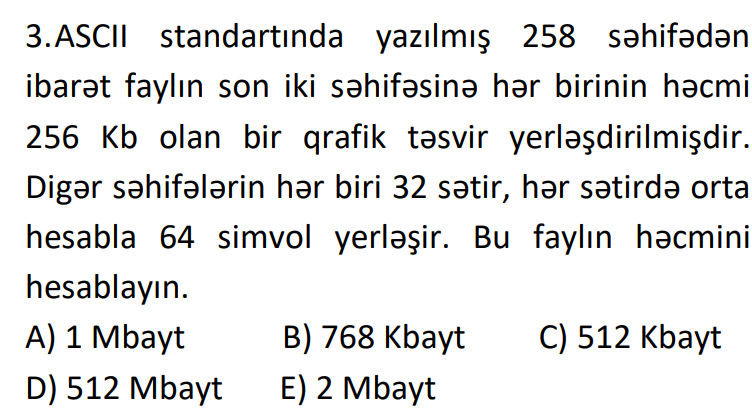 3.ASCII standartında yazılmış 258 səhifədən
ibarət faylın son iki səhifəsinə hər birinin həcmi
256 Kb olan bir qrafik təsvir yerləşdirilmişdir.
Digər səhifələrin hər biri 32 sətir, hər sətirdə orta
hesabla 64 simvol yerləşir. Bu faylın həcmini
hesablayın.
A) 1 Mbayt B) 768 Kbayt C) 512 Kbayt
D) 512 Mbayt E) 2 Mbayt